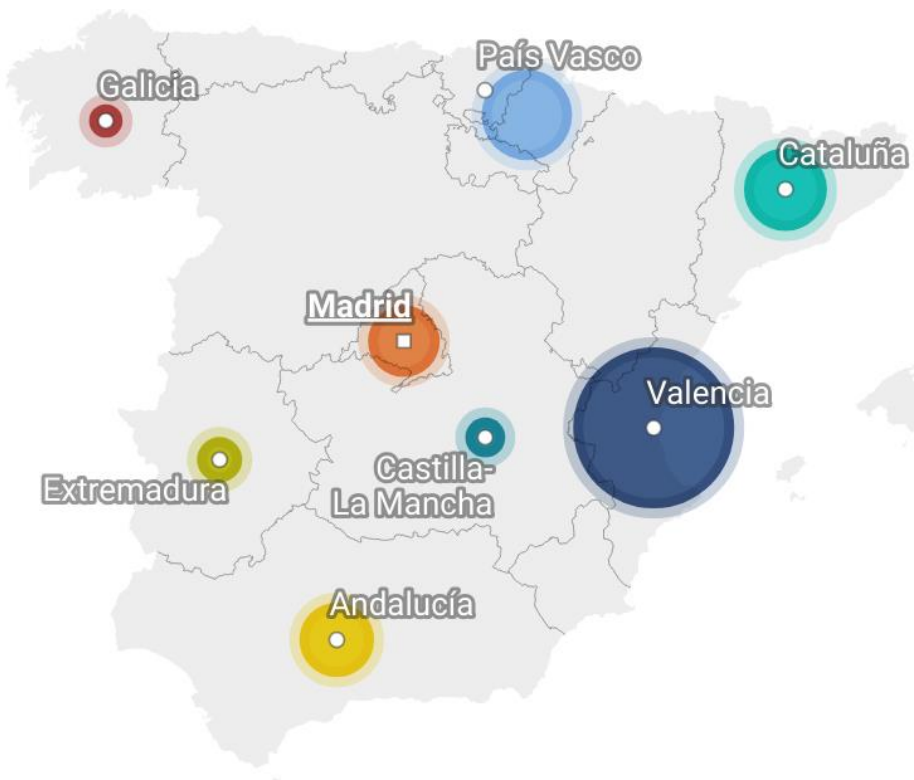 País Vasco
Galicia
Cataluña
Madrid
Valencia
Castilla-
La Mancha
Extremadura
Andalucía